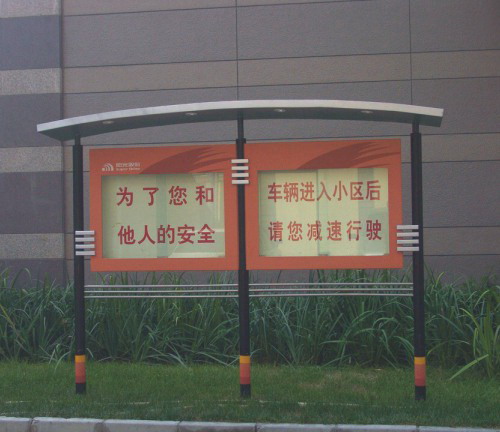 为了您和
他人的安全
车辆进入小区后
请您减速行驶